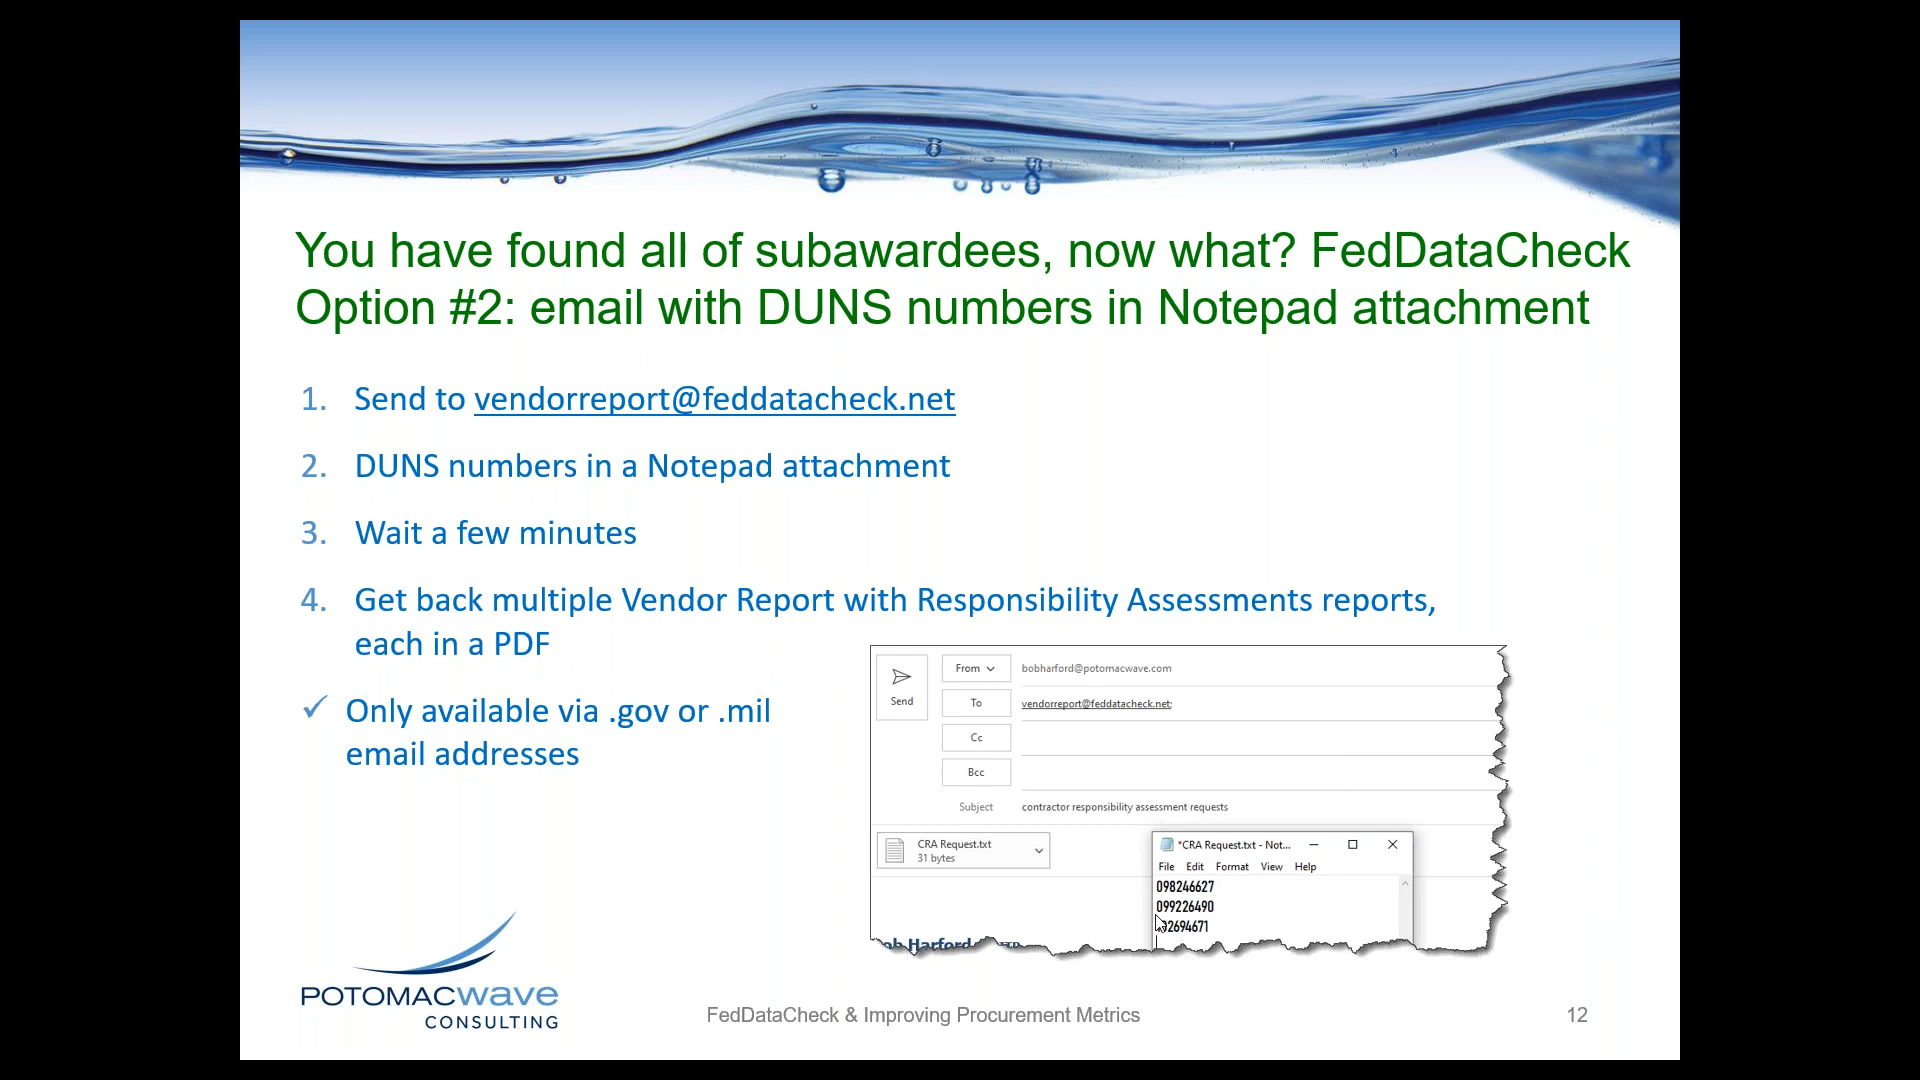 You have found all of subawardees, now what? FedDataCheck
Option #2: email with DUNS numbers in Notepad attachment
1. Send to vendorreport@feddatacheck.net
2. DUNS numbers in a Notepad attachment
3. Wait a few minutes
4. Get back multiple Vendor Report with Responsibility Assessments reports,
each in a PDF
✓ Only available via .gov or .mil
email addresses
Send
From
bobharford@potomacwave.com
To
vendorreport@feddatacheck.net;
Cc
Bcc
Subject
contractor responsibility assessment requests
CRA Request.txt
31 bytes
*CRA Request.txt - Not...
File Edit Format View Help
098246627
099226490
Harford
POTOMACWAVE
CONSULTING
FedDataCheck & Improving Procurement Metrics
12